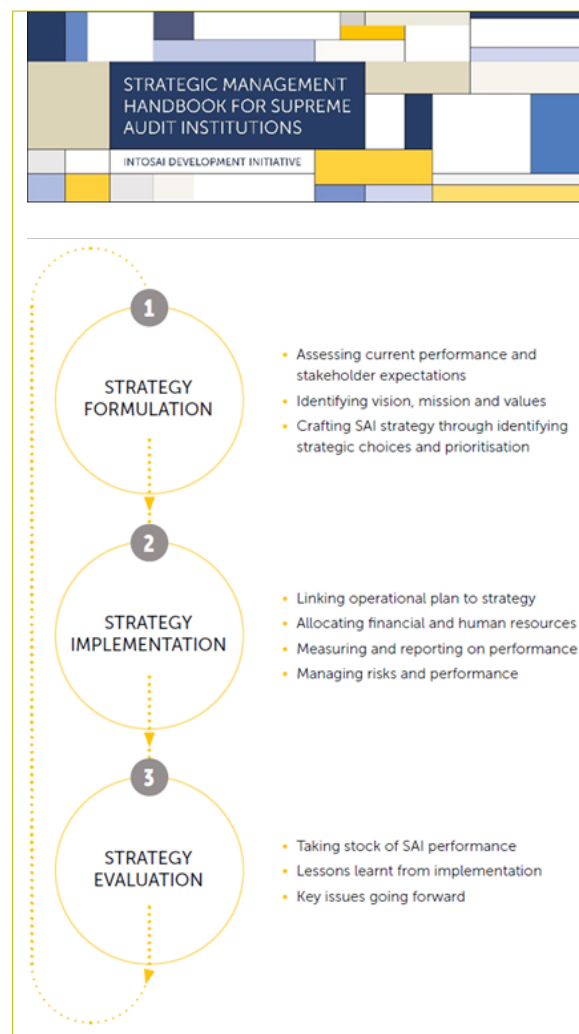 STRATEGIC MANAGEMENT
HANDBOOK FOR SUPREME
AUDIT INSTITUTIONS
INTOSAI DEVELOPMENT INITIATIVE
1
STRATEGY
FORMULATION
• Assessing current performance and
stakeholder expectations
• Identifying vision, mission and values
• Crafting SAI strategy through identifying
strategic choices and prioritisation
2
STRATEGY
IMPLEMENTATION
• Linking operational plan to strategy
• Allocating financial and human resources
• Measuring and reporting on performance
• Managing risks and performance
3
STRATEGY
EVALUATION
• Taking stock of SAI performance
• Lessons learnt from implementation
• Key issues going forward